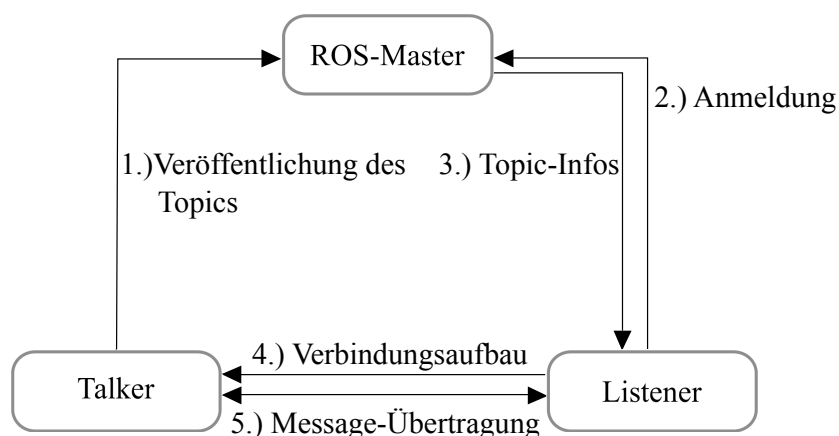 ROS-Master
2.) Anmeldung
1.)Veröffentlichung des
Topics
3.) Topic-Infos
4.) Verbindungsaufbau
Talker
Listener
5.) Message-Übertragung